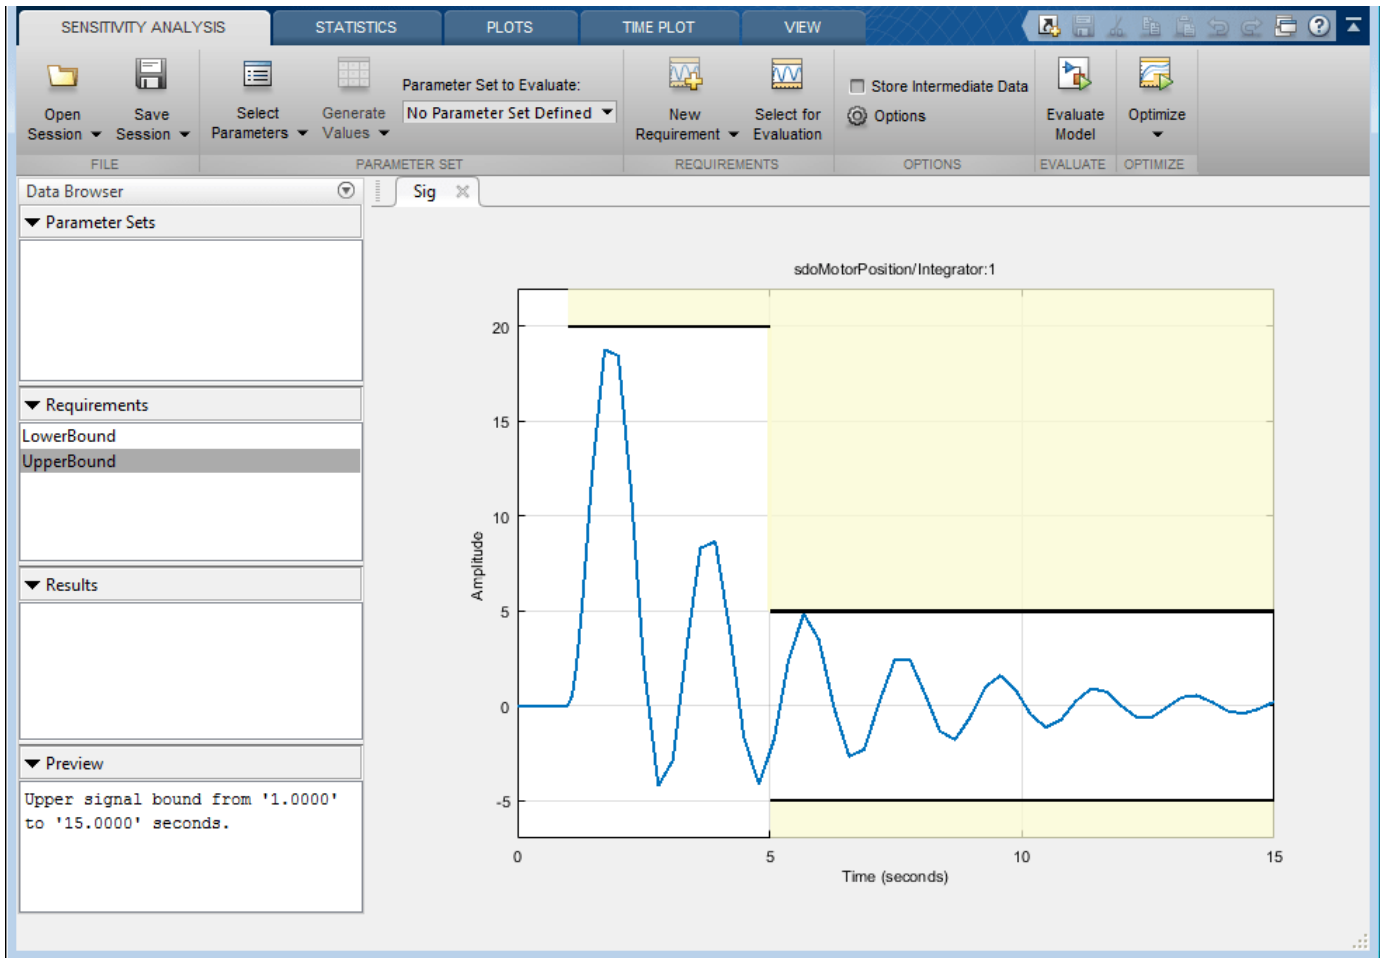 SENSITIVITY ANALYSIS STATISTICS PLOTS TIME PLOT VIEW
Open Session
Save Session
Select Parameters
Generate Values
Parameter Set to Evaluate:
No Parameter Set Defined
New Requirement
Select for Evaluation
Store Intermediate Data
Options
Evaluate Model
Optimize
FILE PARAMETER SET REQUIREMENTS OPTIONS EVALUATE OPTIMIZE
Data Browser
Parameter Sets
Requirements
LowerBound
UpperBound
Results
Preview
Upper signal bound from '1.0000'
to '15.0000' seconds.
Sig
sdoMotorPosition/Integrator:1
Amplitude
20
15
10
5
0
-5
0 5 10 15
Time (seconds)